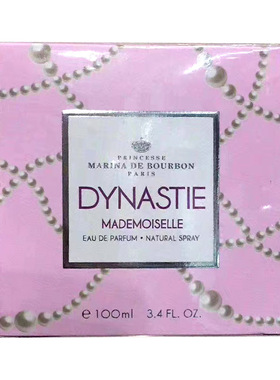 PRINCESSE
MARINA DE BOURBON
PARIS
DYNASTIE
MADEMOISELLE
EAU DE PARFUM • NATURAL SPRAY
e 100ml 3.4 FL. OZ.